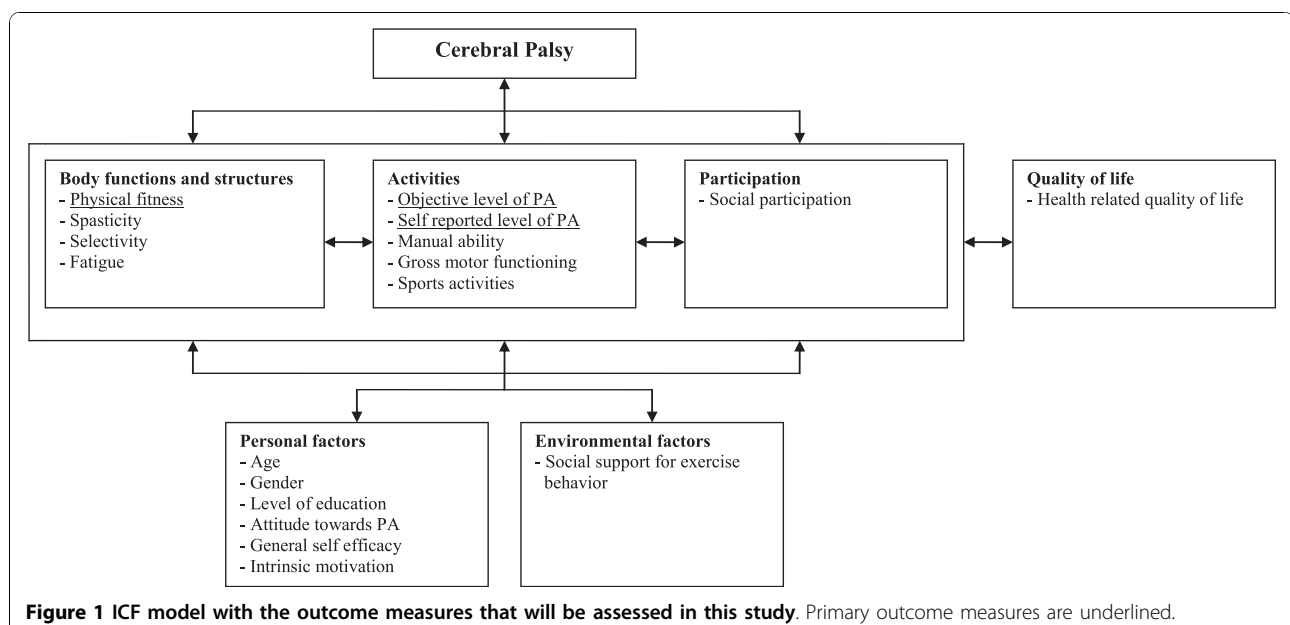 Cerebral Palsy
Body functions and structures
- Physical fitness
- Spasticity
- Selectivity
- Fatigue
Activities
- Objective level of PA
- Self reported level of PA
- Manual ability
- Gross motor functioning
- Sports activities
Participation
- Social participation
Quality of life
- Health related quality of life
Personal factors
- Age
- Gender
- Level of education
- Attitude towards PA
- General self efficacy
- Intrinsic motivation
Environmental factors
- Social support for exercise
behavior
Figure 1 ICF model with the outcome measures that will be assessed in this study. Primary outcome measures are underlined.